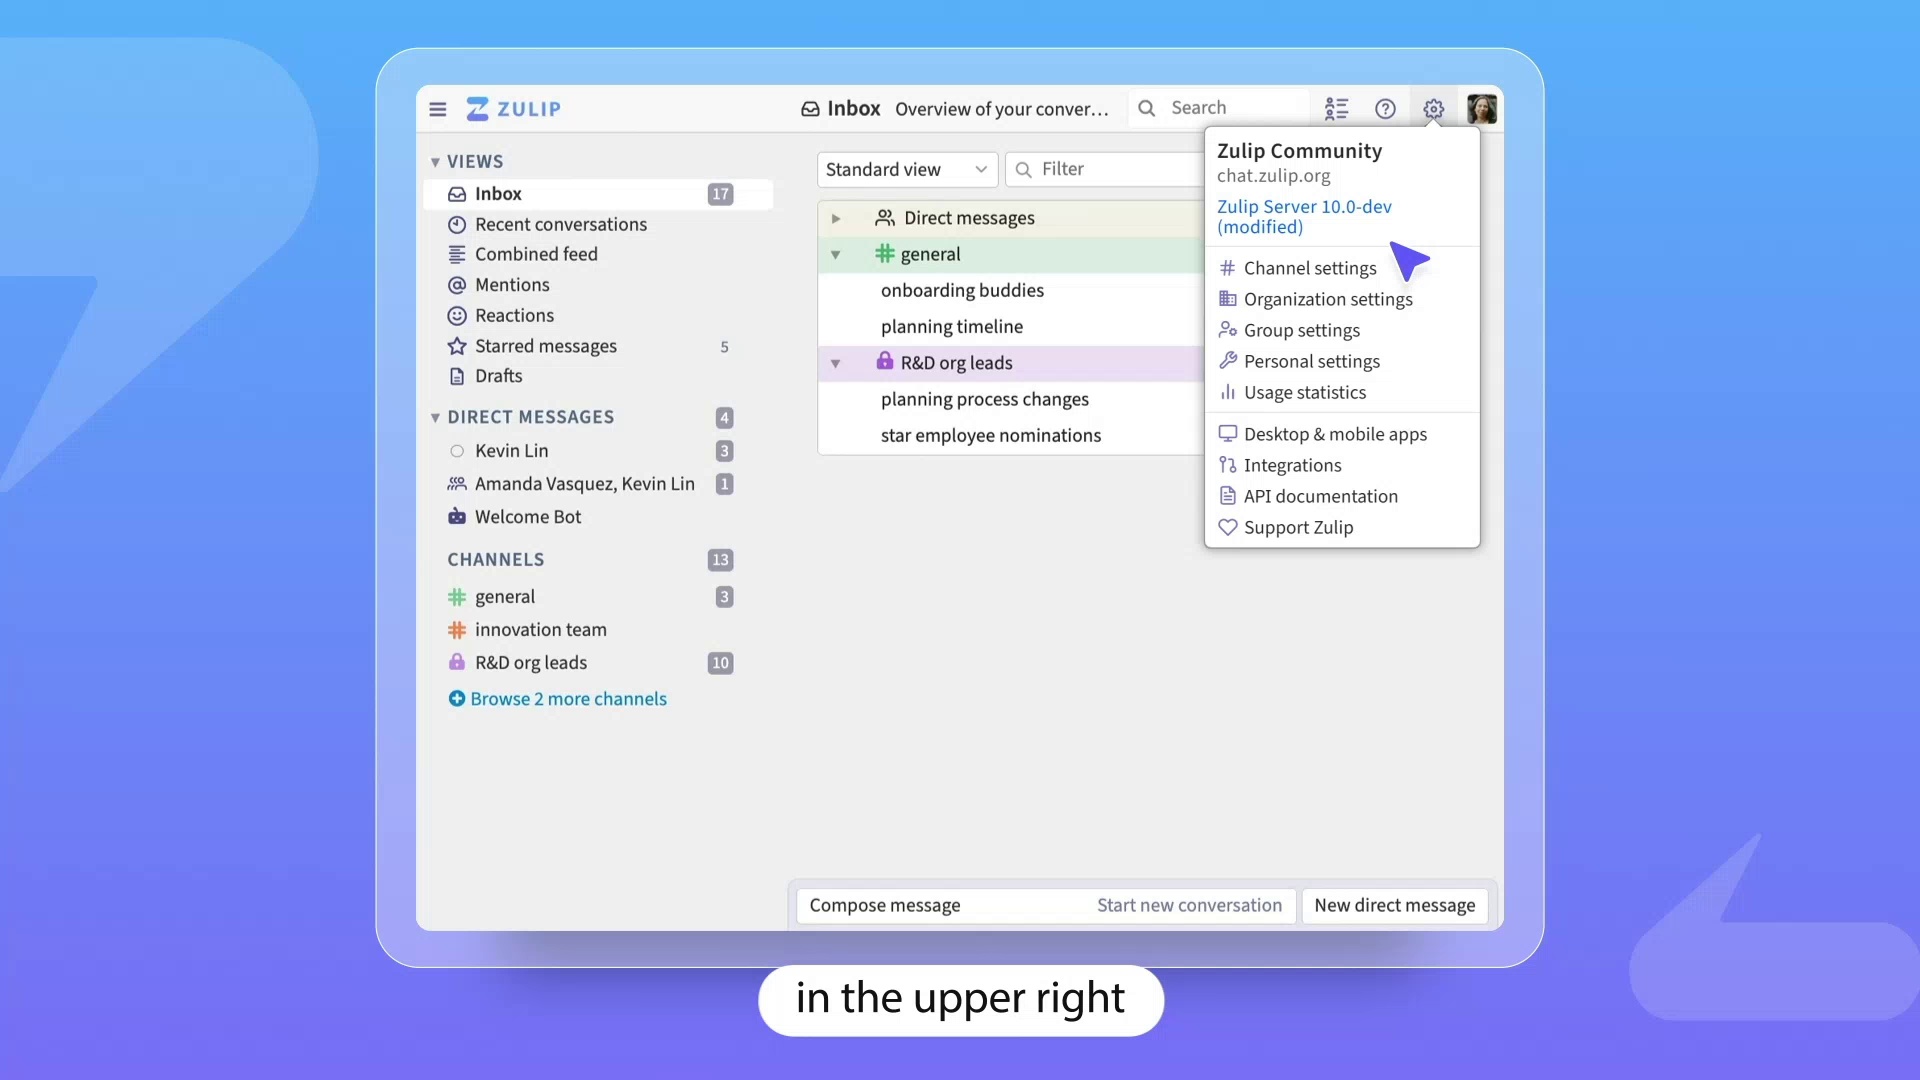 ZULIP
Inbox Overview of your conver...
Search
VIEWS
Inbox 17
Recent conversations
Combined feed
Mentions
Reactions
Starred messages 5
Drafts
DIRECT MESSAGES 4
Kevin Lin 3
Amanda Vasquez, Kevin Lin 1
Welcome Bot
CHANNELS 13
general 3
innovation team
R&D org leads 10
Browse 2 more channels
Standard view
Filter
Direct messages
general
onboarding buddies
planning timeline
R&D org leads
planning process changes
star employee nominations
Zulip Community
chat.zulip.org
Zulip Server 10.0-dev
(modified)
Channel settings
Organization settings
Group settings
Personal settings
Usage statistics
Desktop & mobile apps
Integrations
API documentation
Support Zulip
Compose message
Start new conversation
New direct message
in the upper right